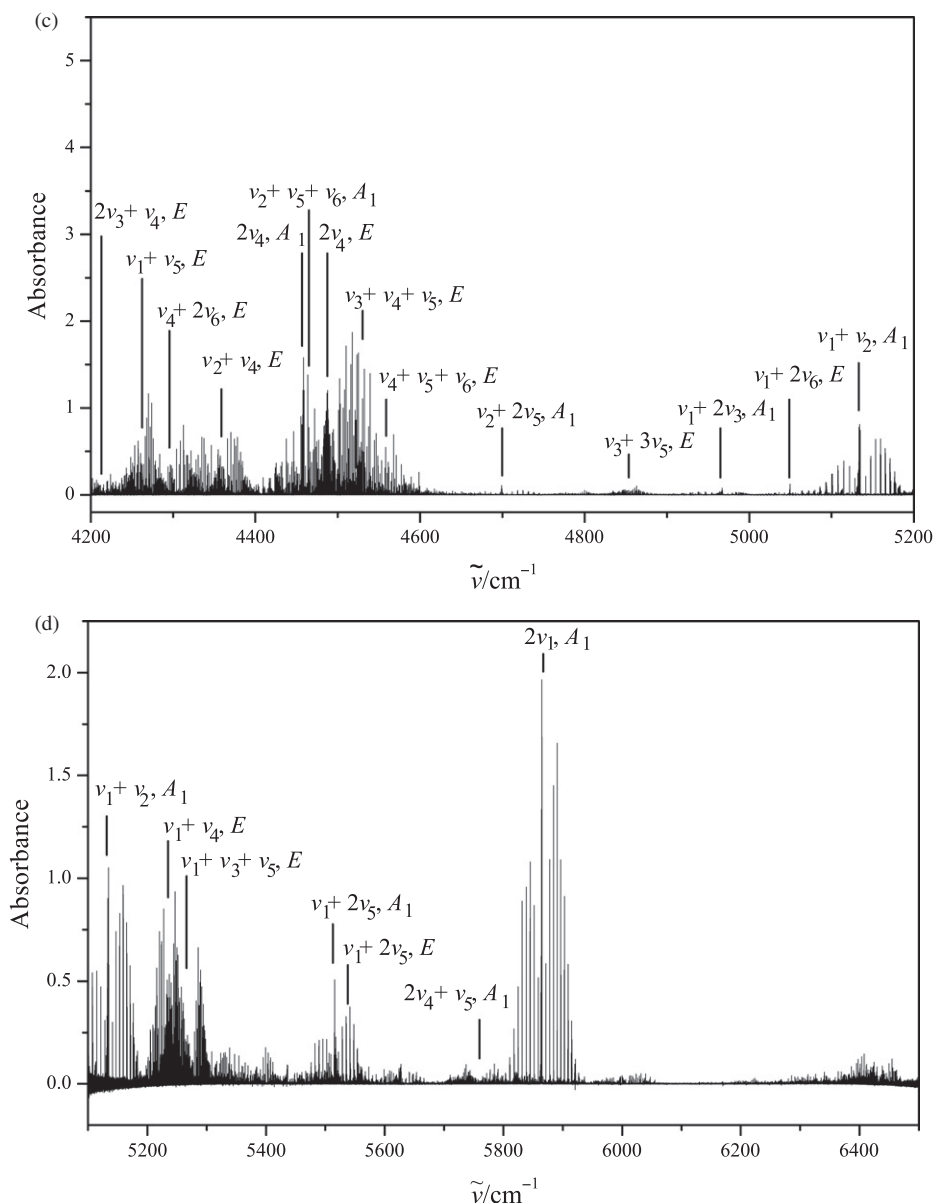 (c)
5
4
3
2
1
0
Absorbance
2ν3 + ν4, E
ν1 + ν5, E
ν4 + 2ν6, E
ν2 + ν4, E
ν2 + ν5 + ν6, A1
2ν4, A1
2ν4, E
ν3 + ν4 + ν5, E
ν4 + ν5 + ν6, E
ν2 + 2ν5, A1
ν3 + 3ν5, E
ν1 + 2ν3, A1
ν1 + 2ν6, E
ν1 + ν2, A1
4200 4400 4600 4800 5000 5200
ν̃/cm−1
(d)
2.0
1.5
1.0
0.5
0.0
Absorbance
ν1 + ν2, A1
ν1 + ν4, E
ν1 + ν3 + ν5, E
ν1 + 2ν5, A1
ν1 + 2ν5, E
2ν4 + ν5, A1
2ν1, A1
5200 5400 5600 5800 6000 6200 6400
ν̃/cm−1